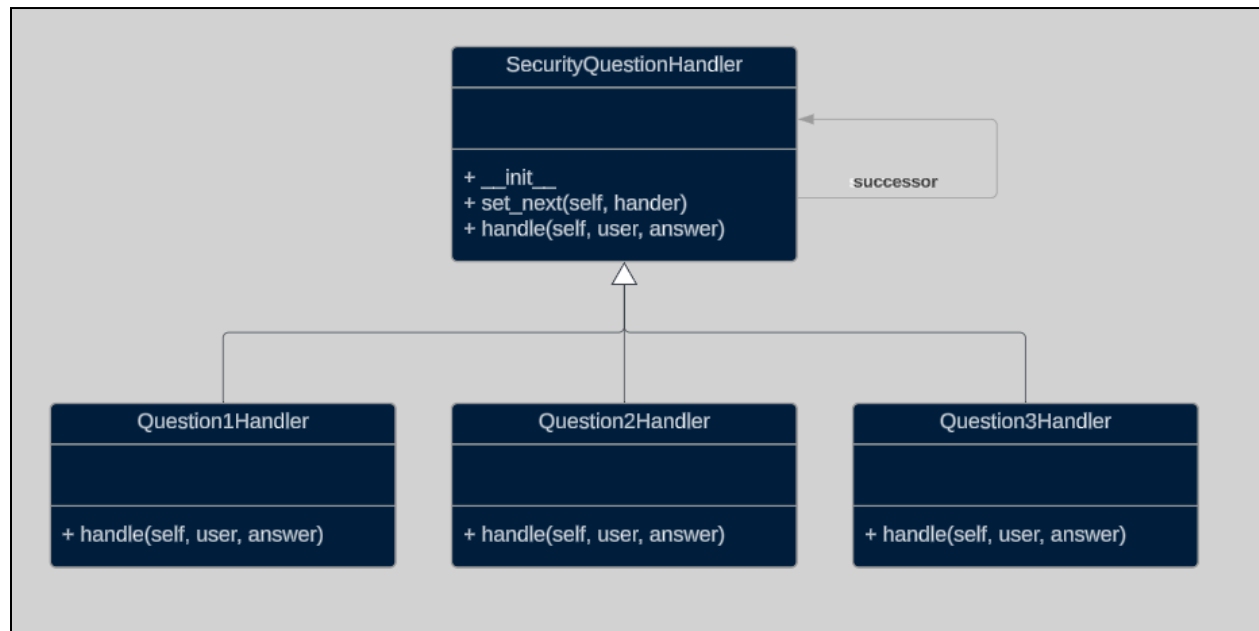 SecurityQuestionHandler
+ __init__
+ set_next(self, hander)
+ handle(self, user, answer)
successor
Question1Handler
+ handle(self, user, answer)
Question2Handler
+ handle(self, user, answer)
Question3Handler
+ handle(self, user, answer)